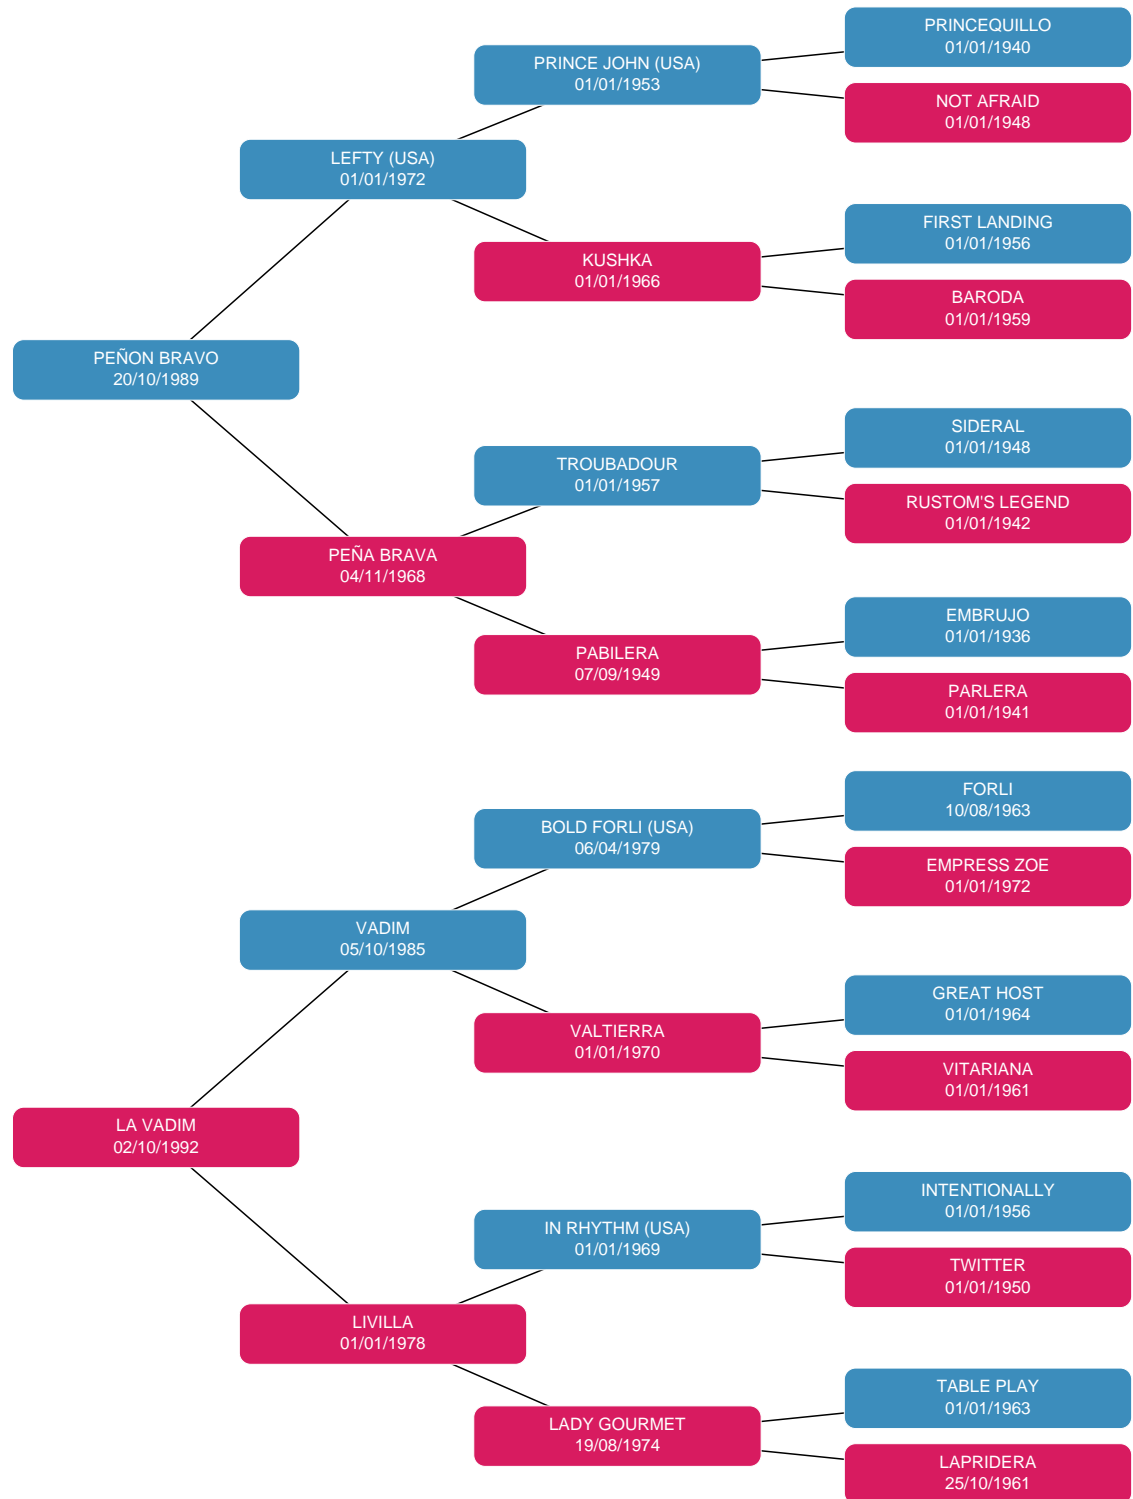 PRINCEQUILLO
01/01/1940
PRINCE JOHN (USA)
01/01/1953
NOT AFRAID
01/01/1948
LEFTY (USA)
01/01/1972
FIRST LANDING
01/01/1956
KUSHKA
01/01/1966
BARODA
01/01/1959
PEÑON BRAVO
20/10/1989
SIDERAL
01/01/1948
TROUBADOUR
01/01/1957
RUSTOM'S LEGEND
01/01/1942
PEÑA BRAVA
04/11/1968
EMBRUJO
01/01/1936
PABILERA
07/09/1949
PARLERA
01/01/1941
FORLI
10/08/1963
BOLD FORLI (USA)
06/04/1979
EMPRESS ZOE
01/01/1972
VADIM
05/10/1985
GREAT HOST
01/01/1964
VALTIERRA
01/01/1970
VITARIANA
01/01/1961
LA VADIM
02/10/1992
INTENTIONALLY
01/01/1956
IN RHYTHM (USA)
01/01/1969
TWITTER
01/01/1950
LIVILLA
01/01/1978
TABLE PLAY
01/01/1963
LADY GOURMET
19/08/1974
LAPRIDERA
25/10/1961